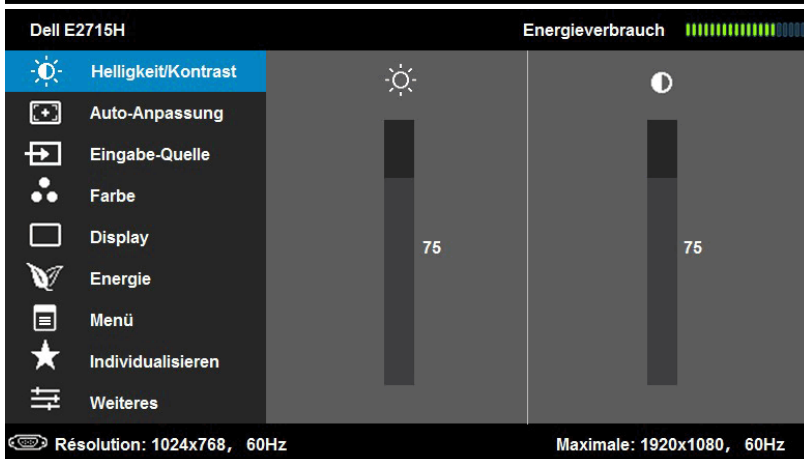 Dell E2715H Energieverbrauch
Helligkeit/Kontrast
Auto-Anpassung
Eingabe-Quelle
Farbe
Display
75 75
Energie
Menü
Individualisieren
Weiteres
Résolution: 1024x768, 60Hz Maximale: 1920x1080, 60Hz